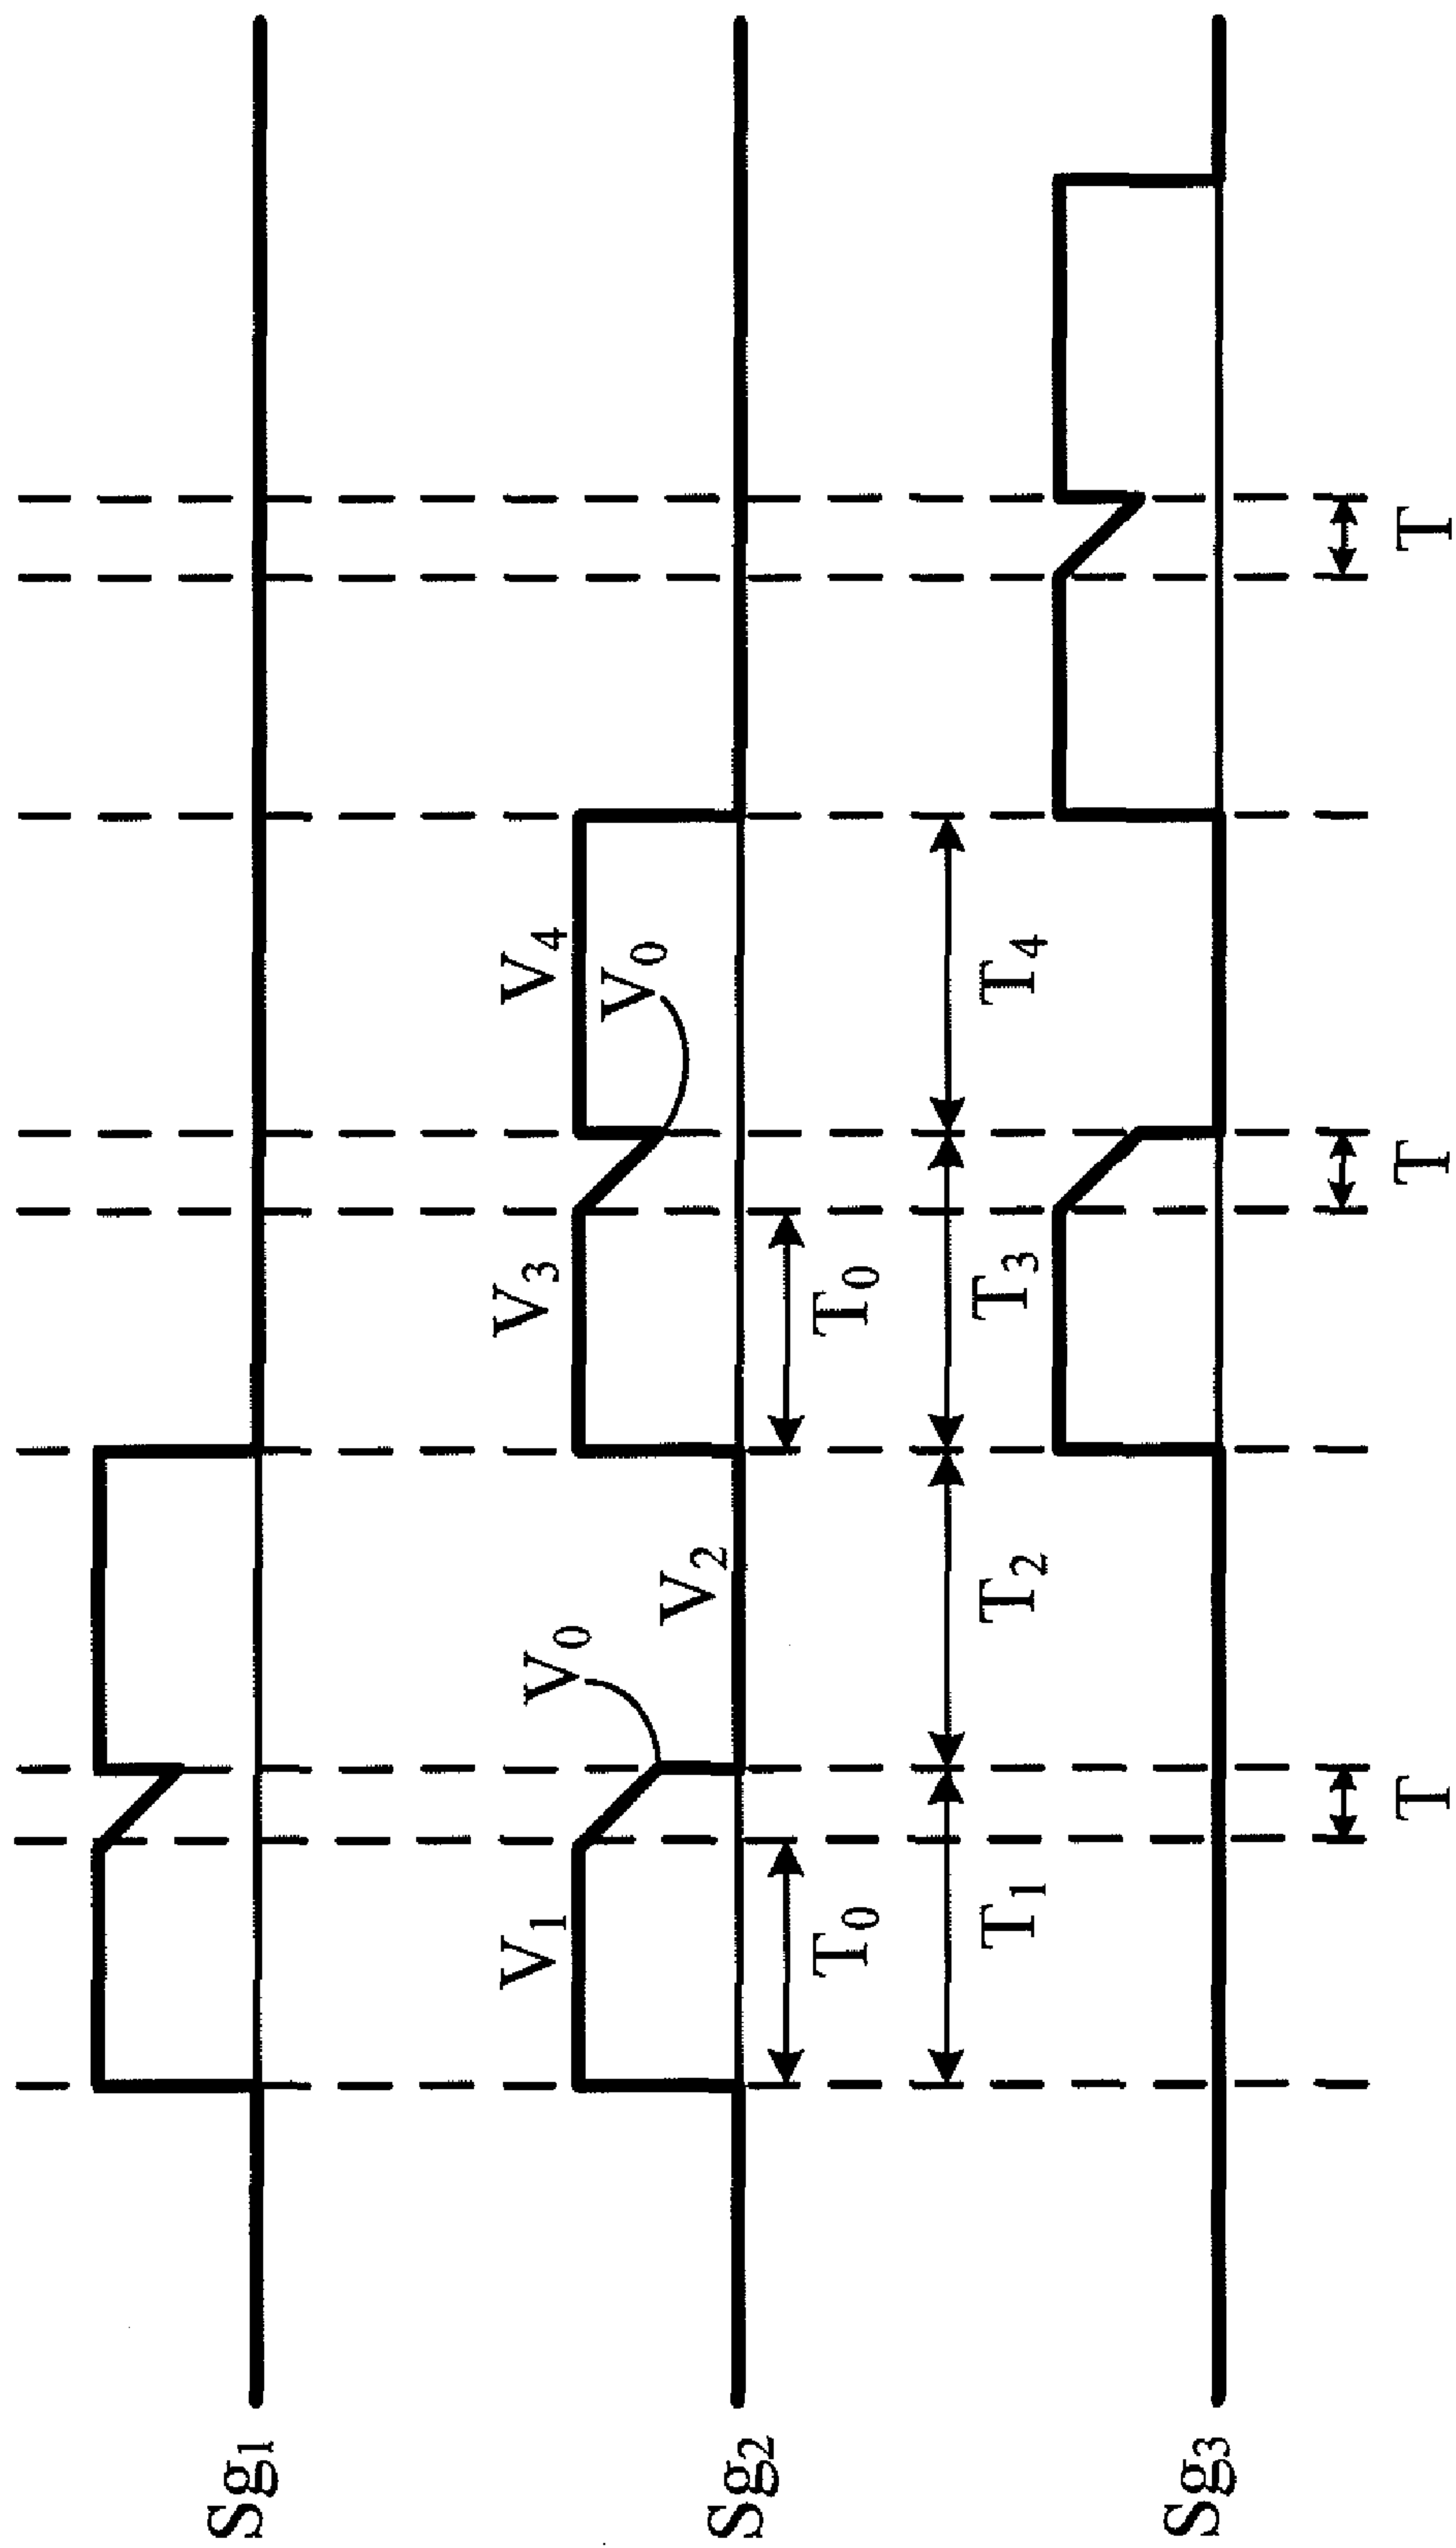 Sg₁
Sg₂
V₁
V₀
V₂
V₃
V₀
V₄
T₀
T₀
T₁
T₂
T₃
T₄
Sg₃
T
T
T